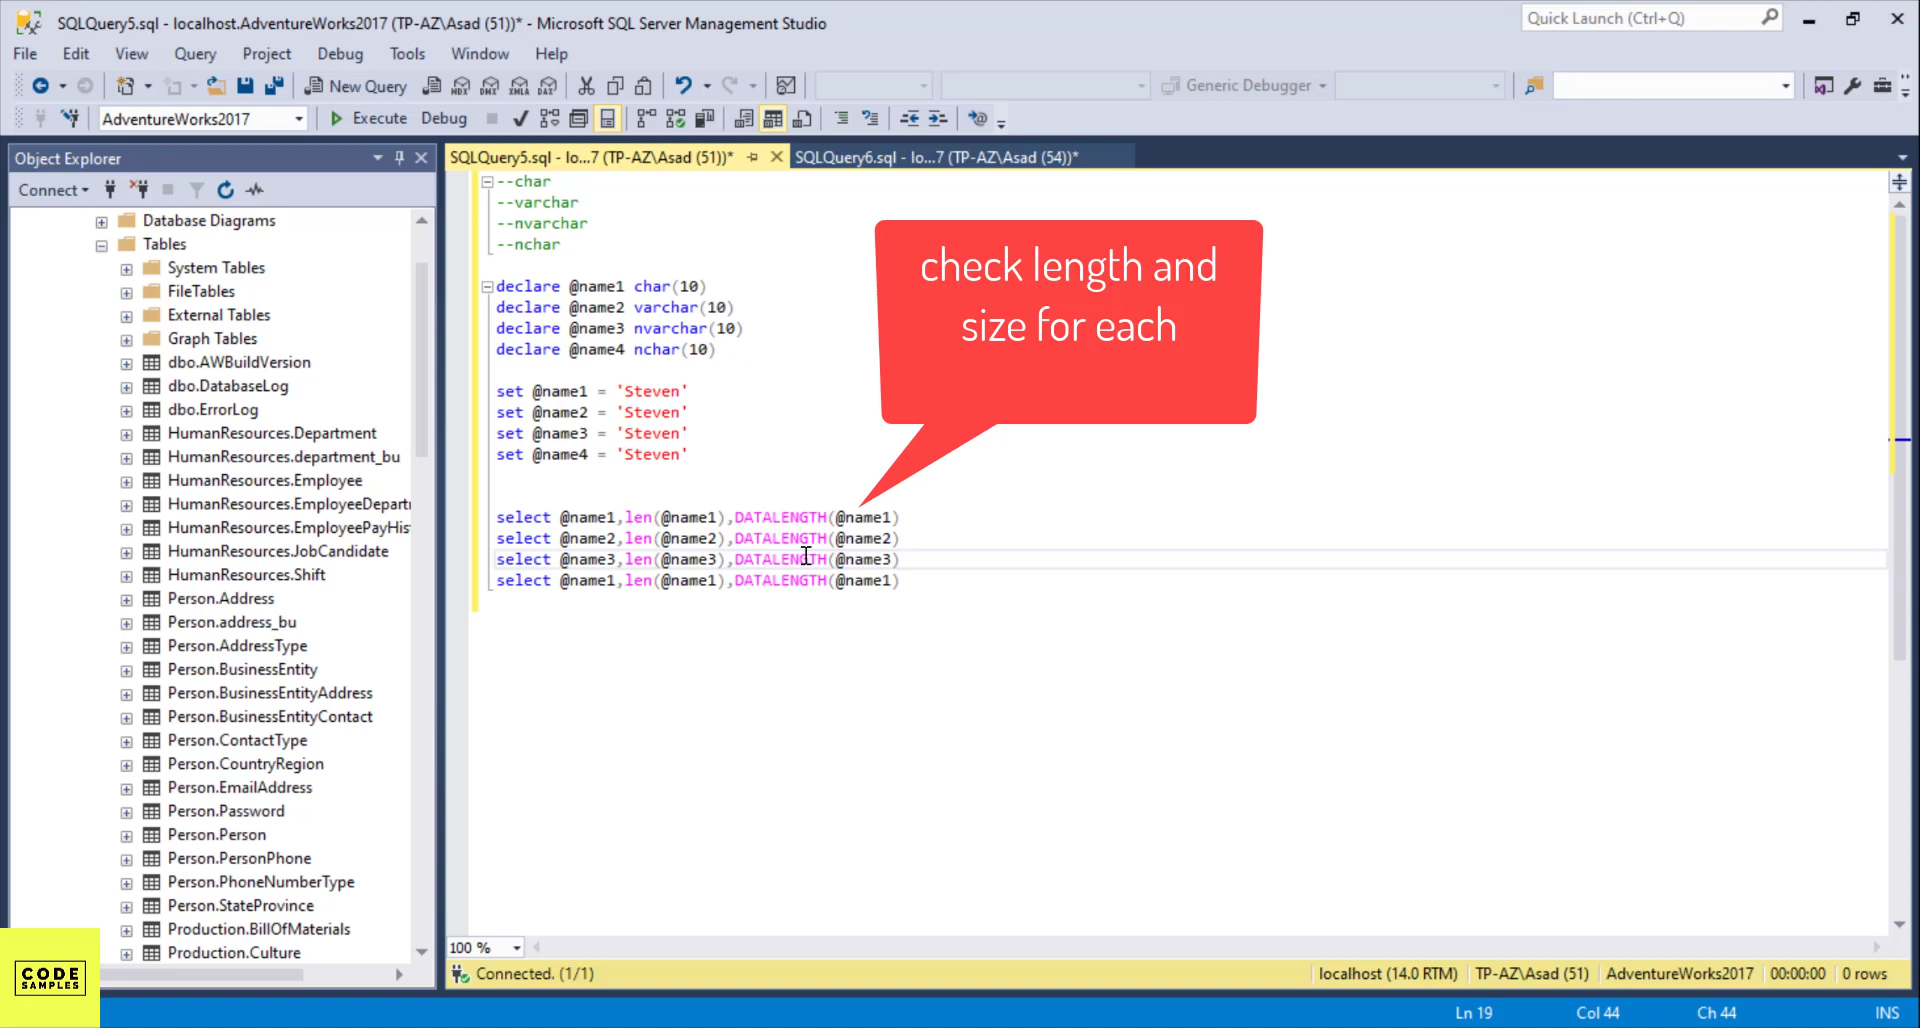 SQLQuery5.sql - localhost.AdventureWorks2017 (TP-AZ\Asad (51))* - Microsoft SQL Server Management Studio
Quick Launch (Ctrl+Q)
File Edit View Query Project Debug Tools Window Help
New Query
MDX DMX XMLA DAX
Generic Debugger
AdventureWorks2017
Execute Debug
Object Explorer
Connect
Database Diagrams
Tables
System Tables
FileTables
External Tables
Graph Tables
dbo.AWBuildVersion
dbo.DatabaseLog
dbo.ErrorLog
HumanResources.Department
HumanResources.department_bu
HumanResources.Employee
HumanResources.EmployeeDepart
HumanResources.EmployeePayHis
HumanResources.JobCandidate
HumanResources.Shift
Person.Address
Person.address_bu
Person.AddressType
Person.BusinessEntity
Person.BusinessEntityAddress
Person.BusinessEntityContact
Person.ContactType
Person.CountryRegion
Person.EmailAddress
Person.Password
Person.Person
Person.PersonPhone
Person.PhoneNumberType
Person.StateProvince
Production.BillOfMaterials
Production.Culture
SQLQuery5.sql - lo...7 (TP-AZ\Asad (51))*
SQLQuery6.sql - lo...7 (TP-AZ\Asad (54))*
--char
--varchar
--nvarchar
--nchar
declare @name1 char(10)
declare @name2 varchar(10)
declare @name3 nvarchar(10)
declare @name4 nchar(10)
set @name1 = 'Steven'
set @name2 = 'Steven'
set @name3 = 'Steven'
set @name4 = 'Steven'
select @name1,len(@name1),DATALENGTH(@name1)
select @name2,len(@name2),DATALENGTH(@name2)
select @name3,len(@name3),DATALENGTH(@name3)
select @name1,len(@name1),DATALENGTH(@name1)
check length and
size for each
100 %
Connected. (1/1)
localhost (14.0 RTM) TP-AZ\Asad (51) AdventureWorks2017 00:00:00 0 rows
Ln 19 Col 44 Ch 44 INS
CODE
SAMPLES